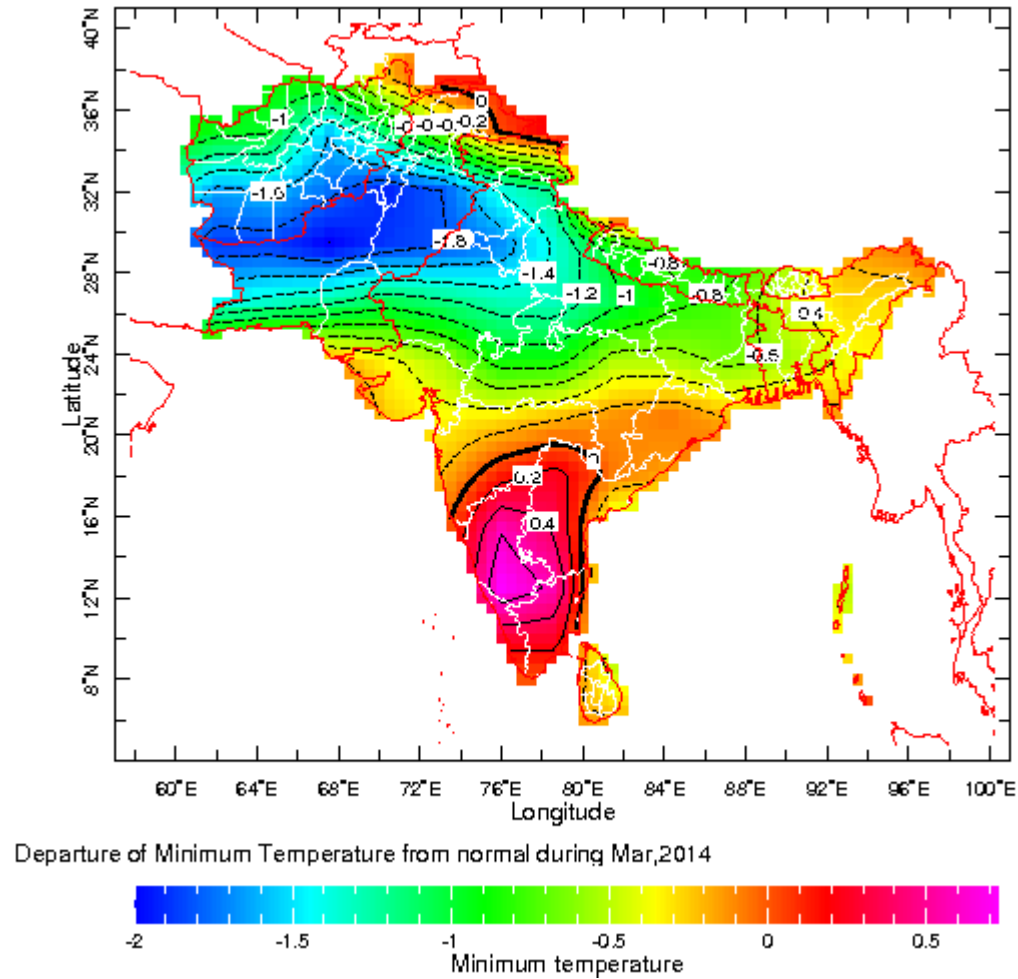 40°N
36°N
32°N
28°N
24°N
20°N
16°N
12°N
8°N
Latitude
0
-0.2
-1
-1.6
-1.8
-1.4
-1.2
-1
-0.8
-0.8
-0.5
0
0.2
0.4
60°E 64°E 68°E 72°E 76°E 80°E 84°E 88°E 92°E 96°E 100°E
Longitude
Departure of Minimum Temperature from normal during Mar,2014
-2 -1.5 -1 -0.5 0 0.5
Minimum temperature